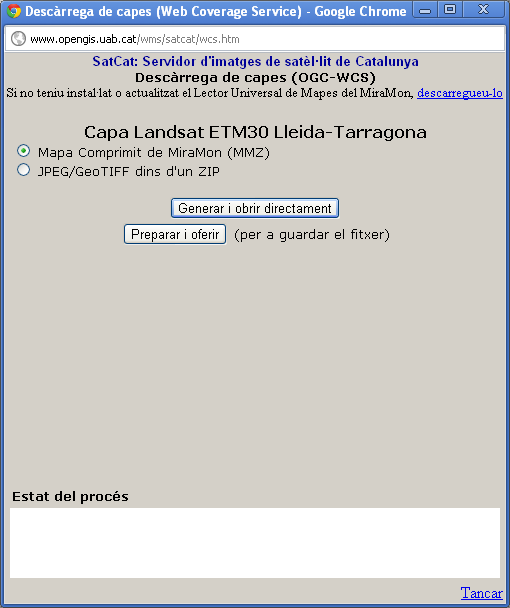 Descàrrega de capes (Web Coverage Service) - Google Chrome
www.opengis.uab.cat/wms/satcat/wcs.htm
SatCat: Servidor d'imatges de satèl·lit de Catalunya
Descàrrega de capes (OGC-WCS)
Si no teniu instal·lat o actualitzat el Lector Universal de Mapes del MiraMon, descarregueu-lo
Capa Landsat ETM30 Lleida-Tarragona
Mapa Comprimit de MiraMon (MMZ)
JPEG/GeoTIFF dins d'un ZIP
Generar i obrir directament
Preparar i oferir (per a guardar el fitxer)
Estat del procés
Tancar